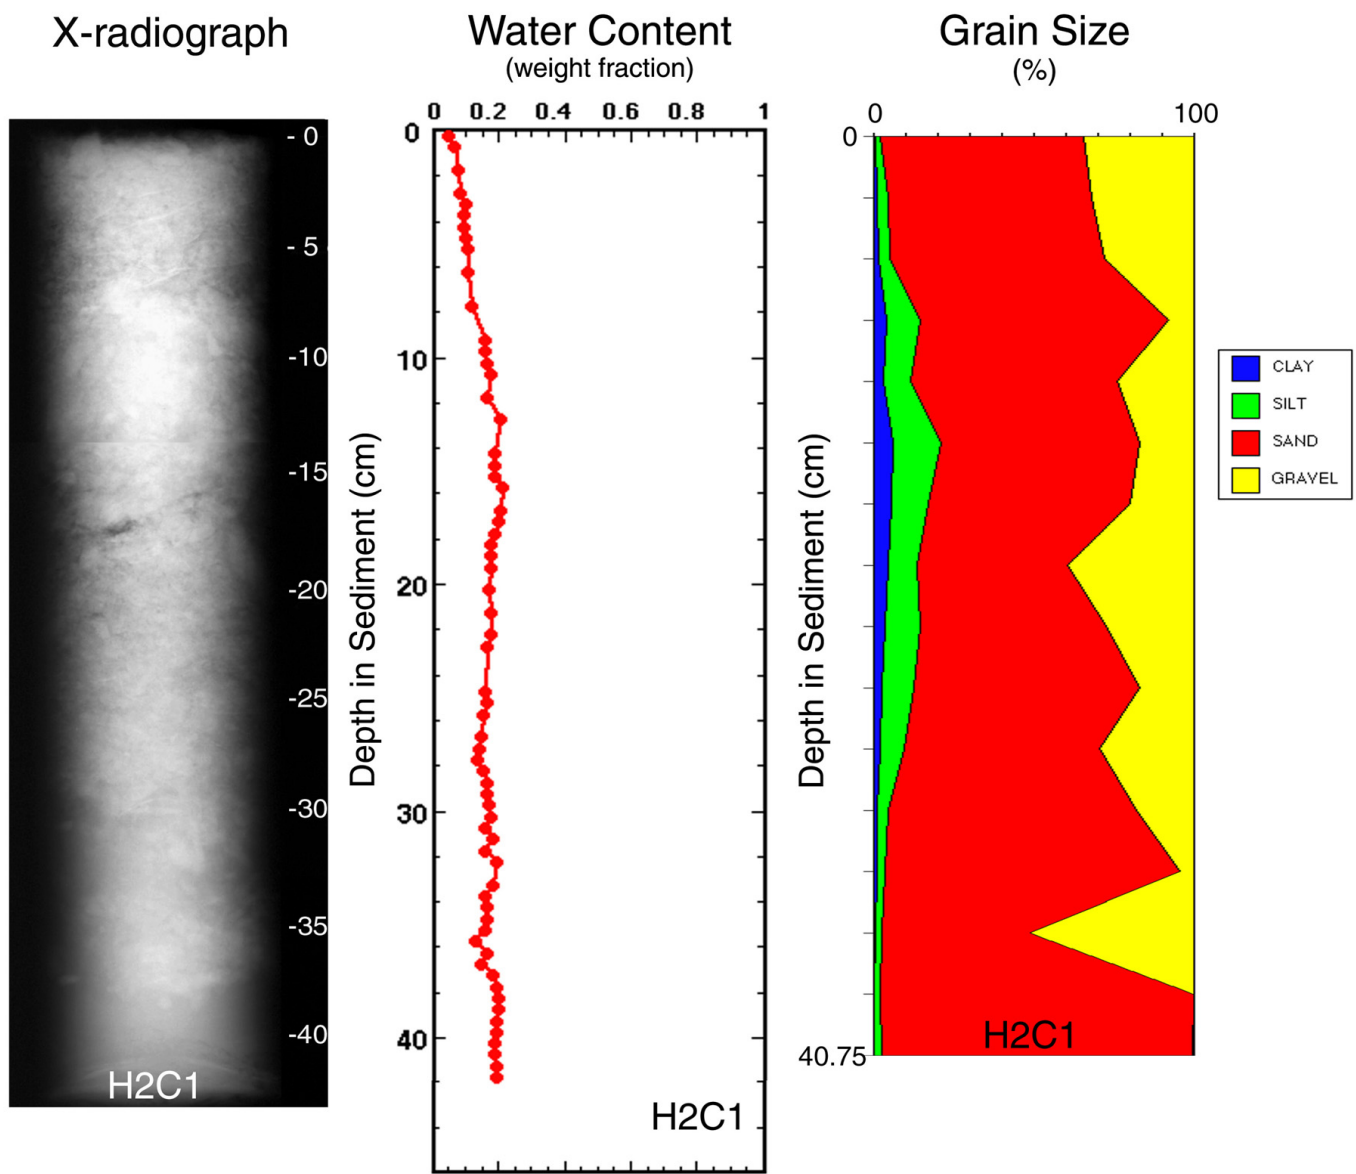 X-radiograph
- 0
- 5
-10
-15
-20
-25
-30
-35
-40
H2C1
Water Content
(weight fraction)
0 0.2 0.4 0.6 0.8 1
0
10
20
30
40
Depth in Sediment (cm)
H2C1
Grain Size
(%)
0 100
0
40.75
Depth in Sediment (cm)
H2C1
CLAY
SILT
SAND
GRAVEL